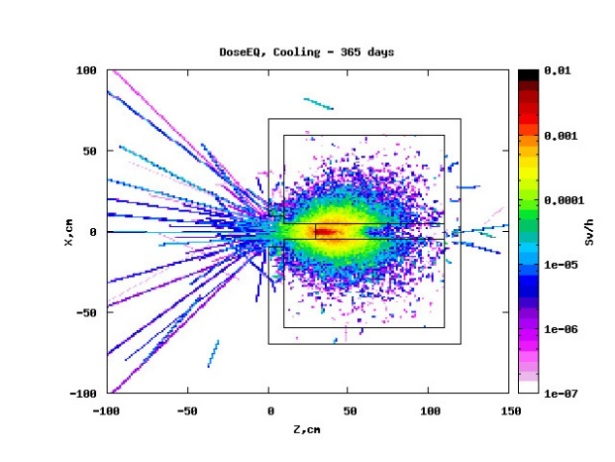 DoseEQ, Cooling - 365 days
100
50
0
-50
-100
X,cm
-100 -50 0 50 100 150
Z,cm
0.01
0.001
0.0001
1e-05
1e-06
1e-07
Sv/h